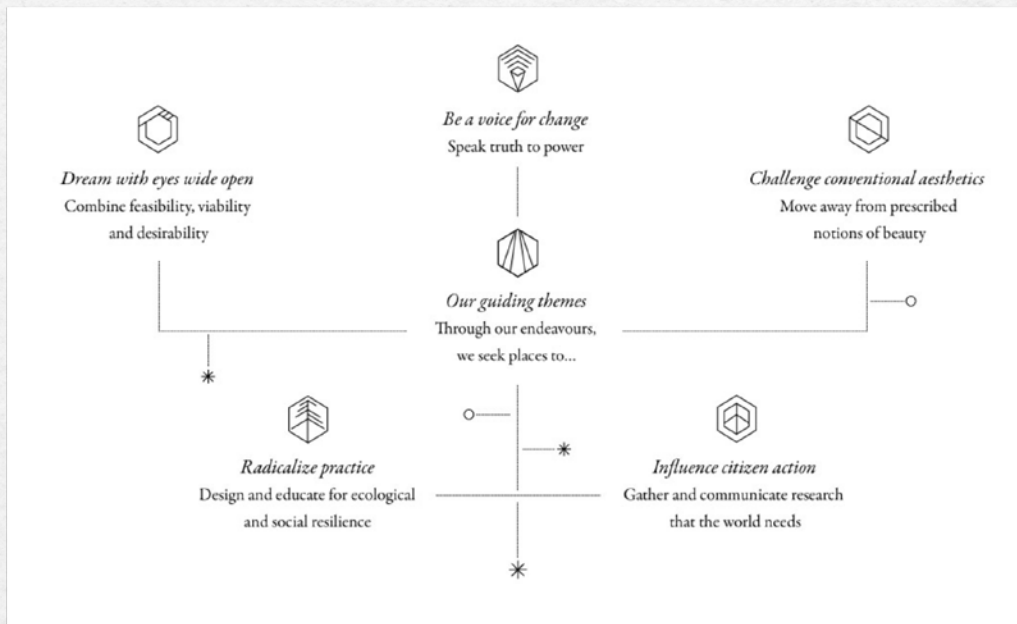 Be a voice for change
Speak truth to power
Dream with eyes wide open
Combine feasibility, viability
and desirability
Challenge conventional aesthetics
Move away from prescribed
notions of beauty
Our guiding themes
Through our endeavours,
we seek places to...
Radicalize practice
Design and educate for ecological
and social resilience
Influence citizen action
Gather and communicate research
that the world needs